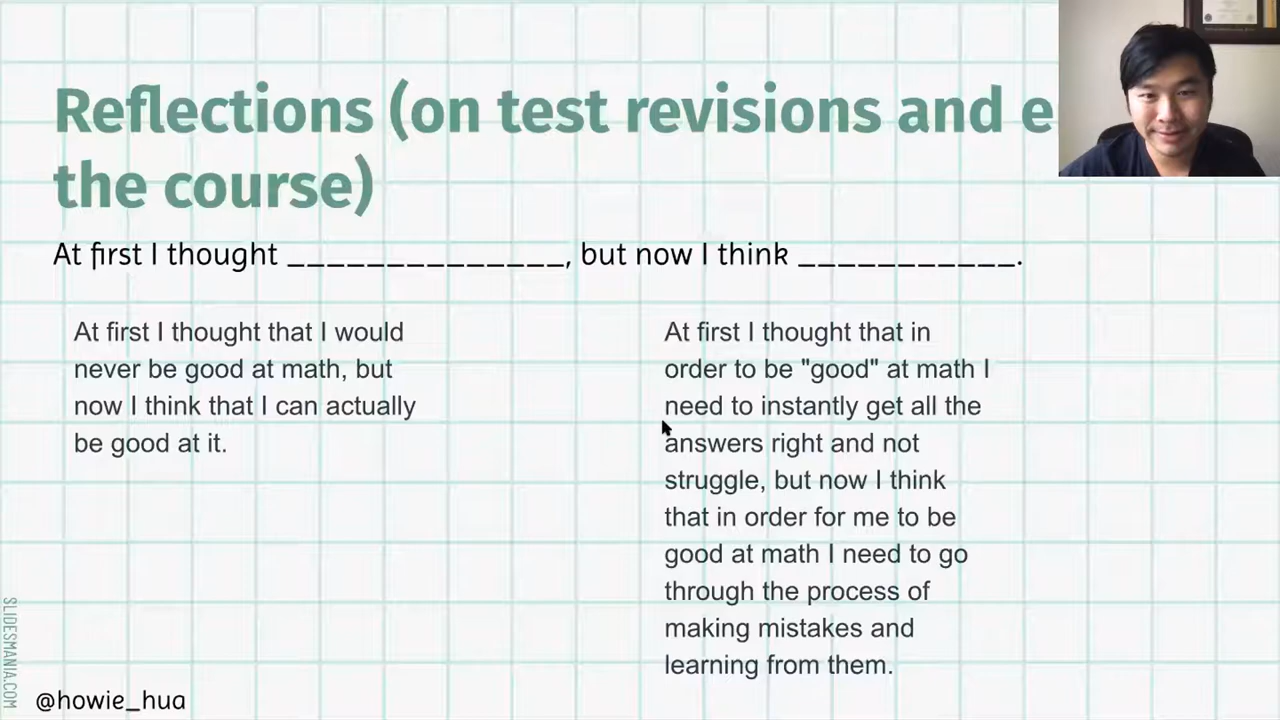 Reflections (on test revisions and e
the course)
At first I thought ______________, but now I think ___________.
At first I thought that I would
never be good at math, but
now I think that I can actually
be good at it.
At first I thought that in
order to be "good" at math I
need to instantly get all the
answers right and not
struggle, but now I think
that in order for me to be
good at math I need to go
through the process of
making mistakes and
learning from them.
SLIDESMANIA.COM
@howie_hua